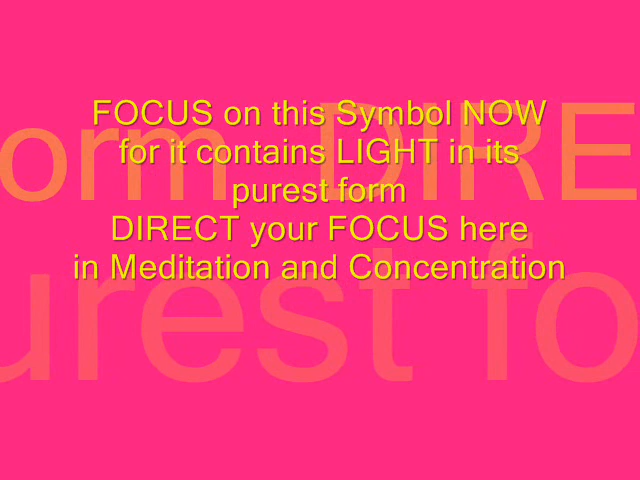 FOCUS on this Symbol NOW
for it contains LIGHT in its
purest form
DIRECT your FOCUS here
in Meditation and Concentration
orm DIRE
urest fo